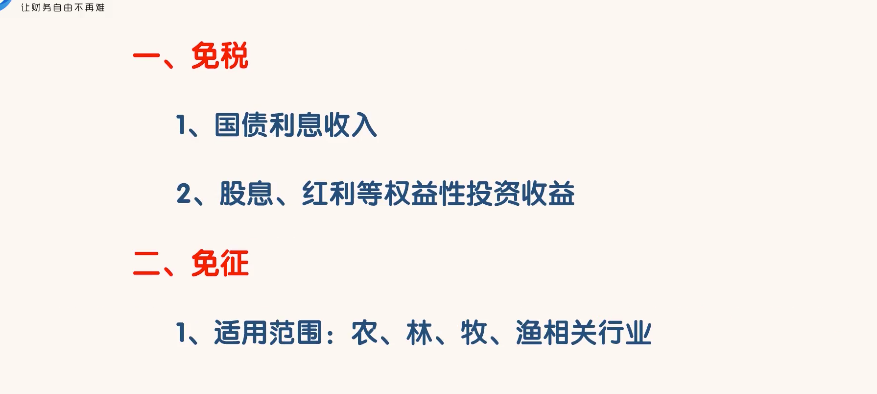 让财务自由不再难
一、免税
1、国债利息收入
2、股息、红利等权益性投资收益
二、免征
1、适用范围：农、林、牧、渔相关行业